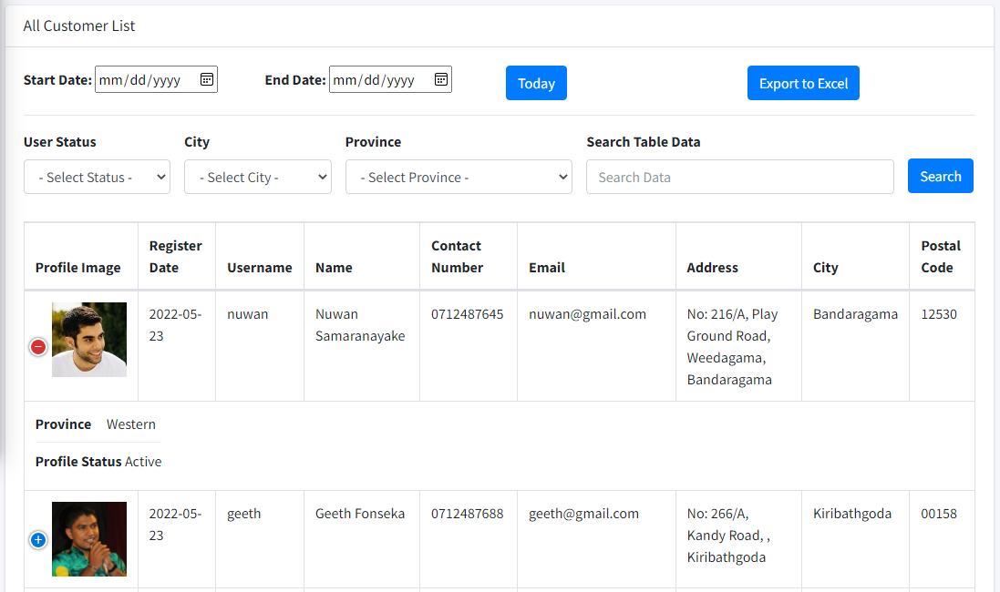 All Customer List
Start Date: mm/dd/yyyy End Date: mm/dd/yyyy Today Export to Excel
User Status City Province Search Table Data
- Select Status - - Select City - - Select Province - Search Data Search
Profile Image Register Date Username Name Contact Number Email Address City Postal Code
2022-05-23 nuwan Nuwan Samaranayake 0712487645 nuwan@gmail.com No: 216/A, Play Ground Road, Weedagama, Bandaragama Bandaragama 12530
Province Western
Profile Status Active
2022-05-23 geeth Geeth Fonseka 0712487688 geeth@gmail.com No: 266/A, Kandy Road, , Kiribathgoda Kiribathgoda 00158